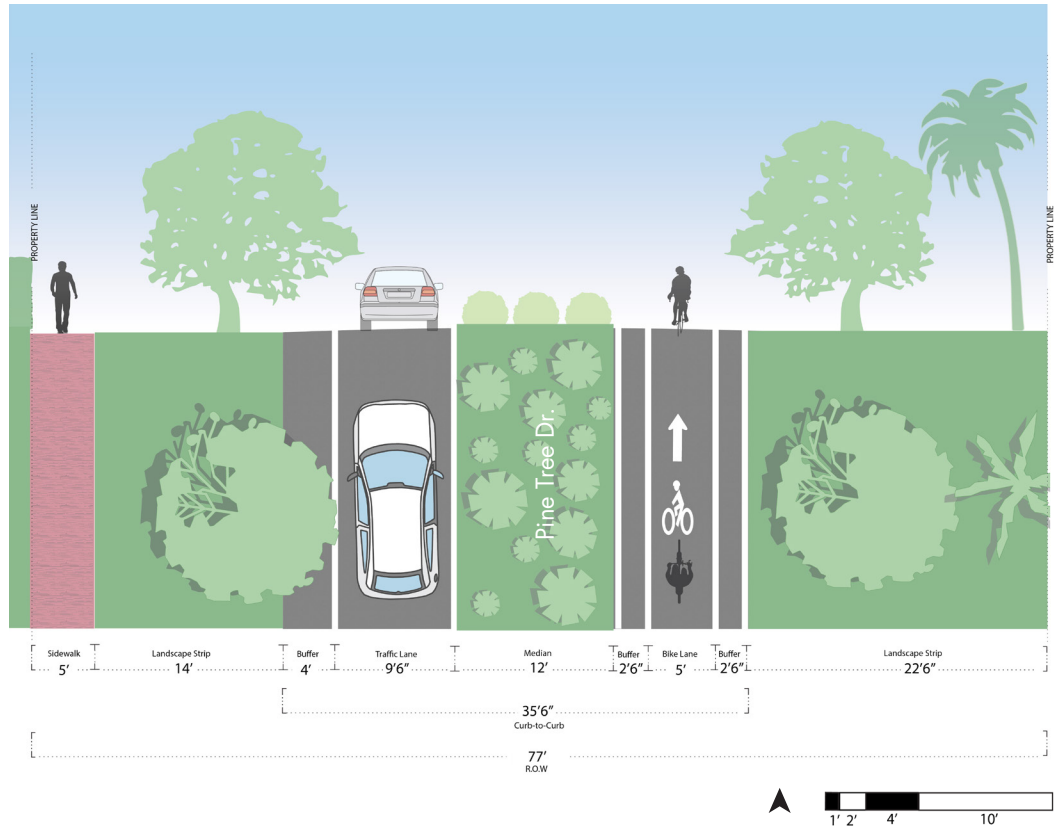 PROPERTY LINE
PROPERTY LINE
Pine Tree Dr.
Sidewalk
5'
Landscape Strip
14'
Buffer
4'
Traffic Lane
9'6"
Median
12'
Buffer
2'6"
Bike Lane
5'
Buffer
2'6"
Landscape Strip
22'6"
35'6"
Curb-to-Curb
77'
R.O.W
1' 2' 4' 10'